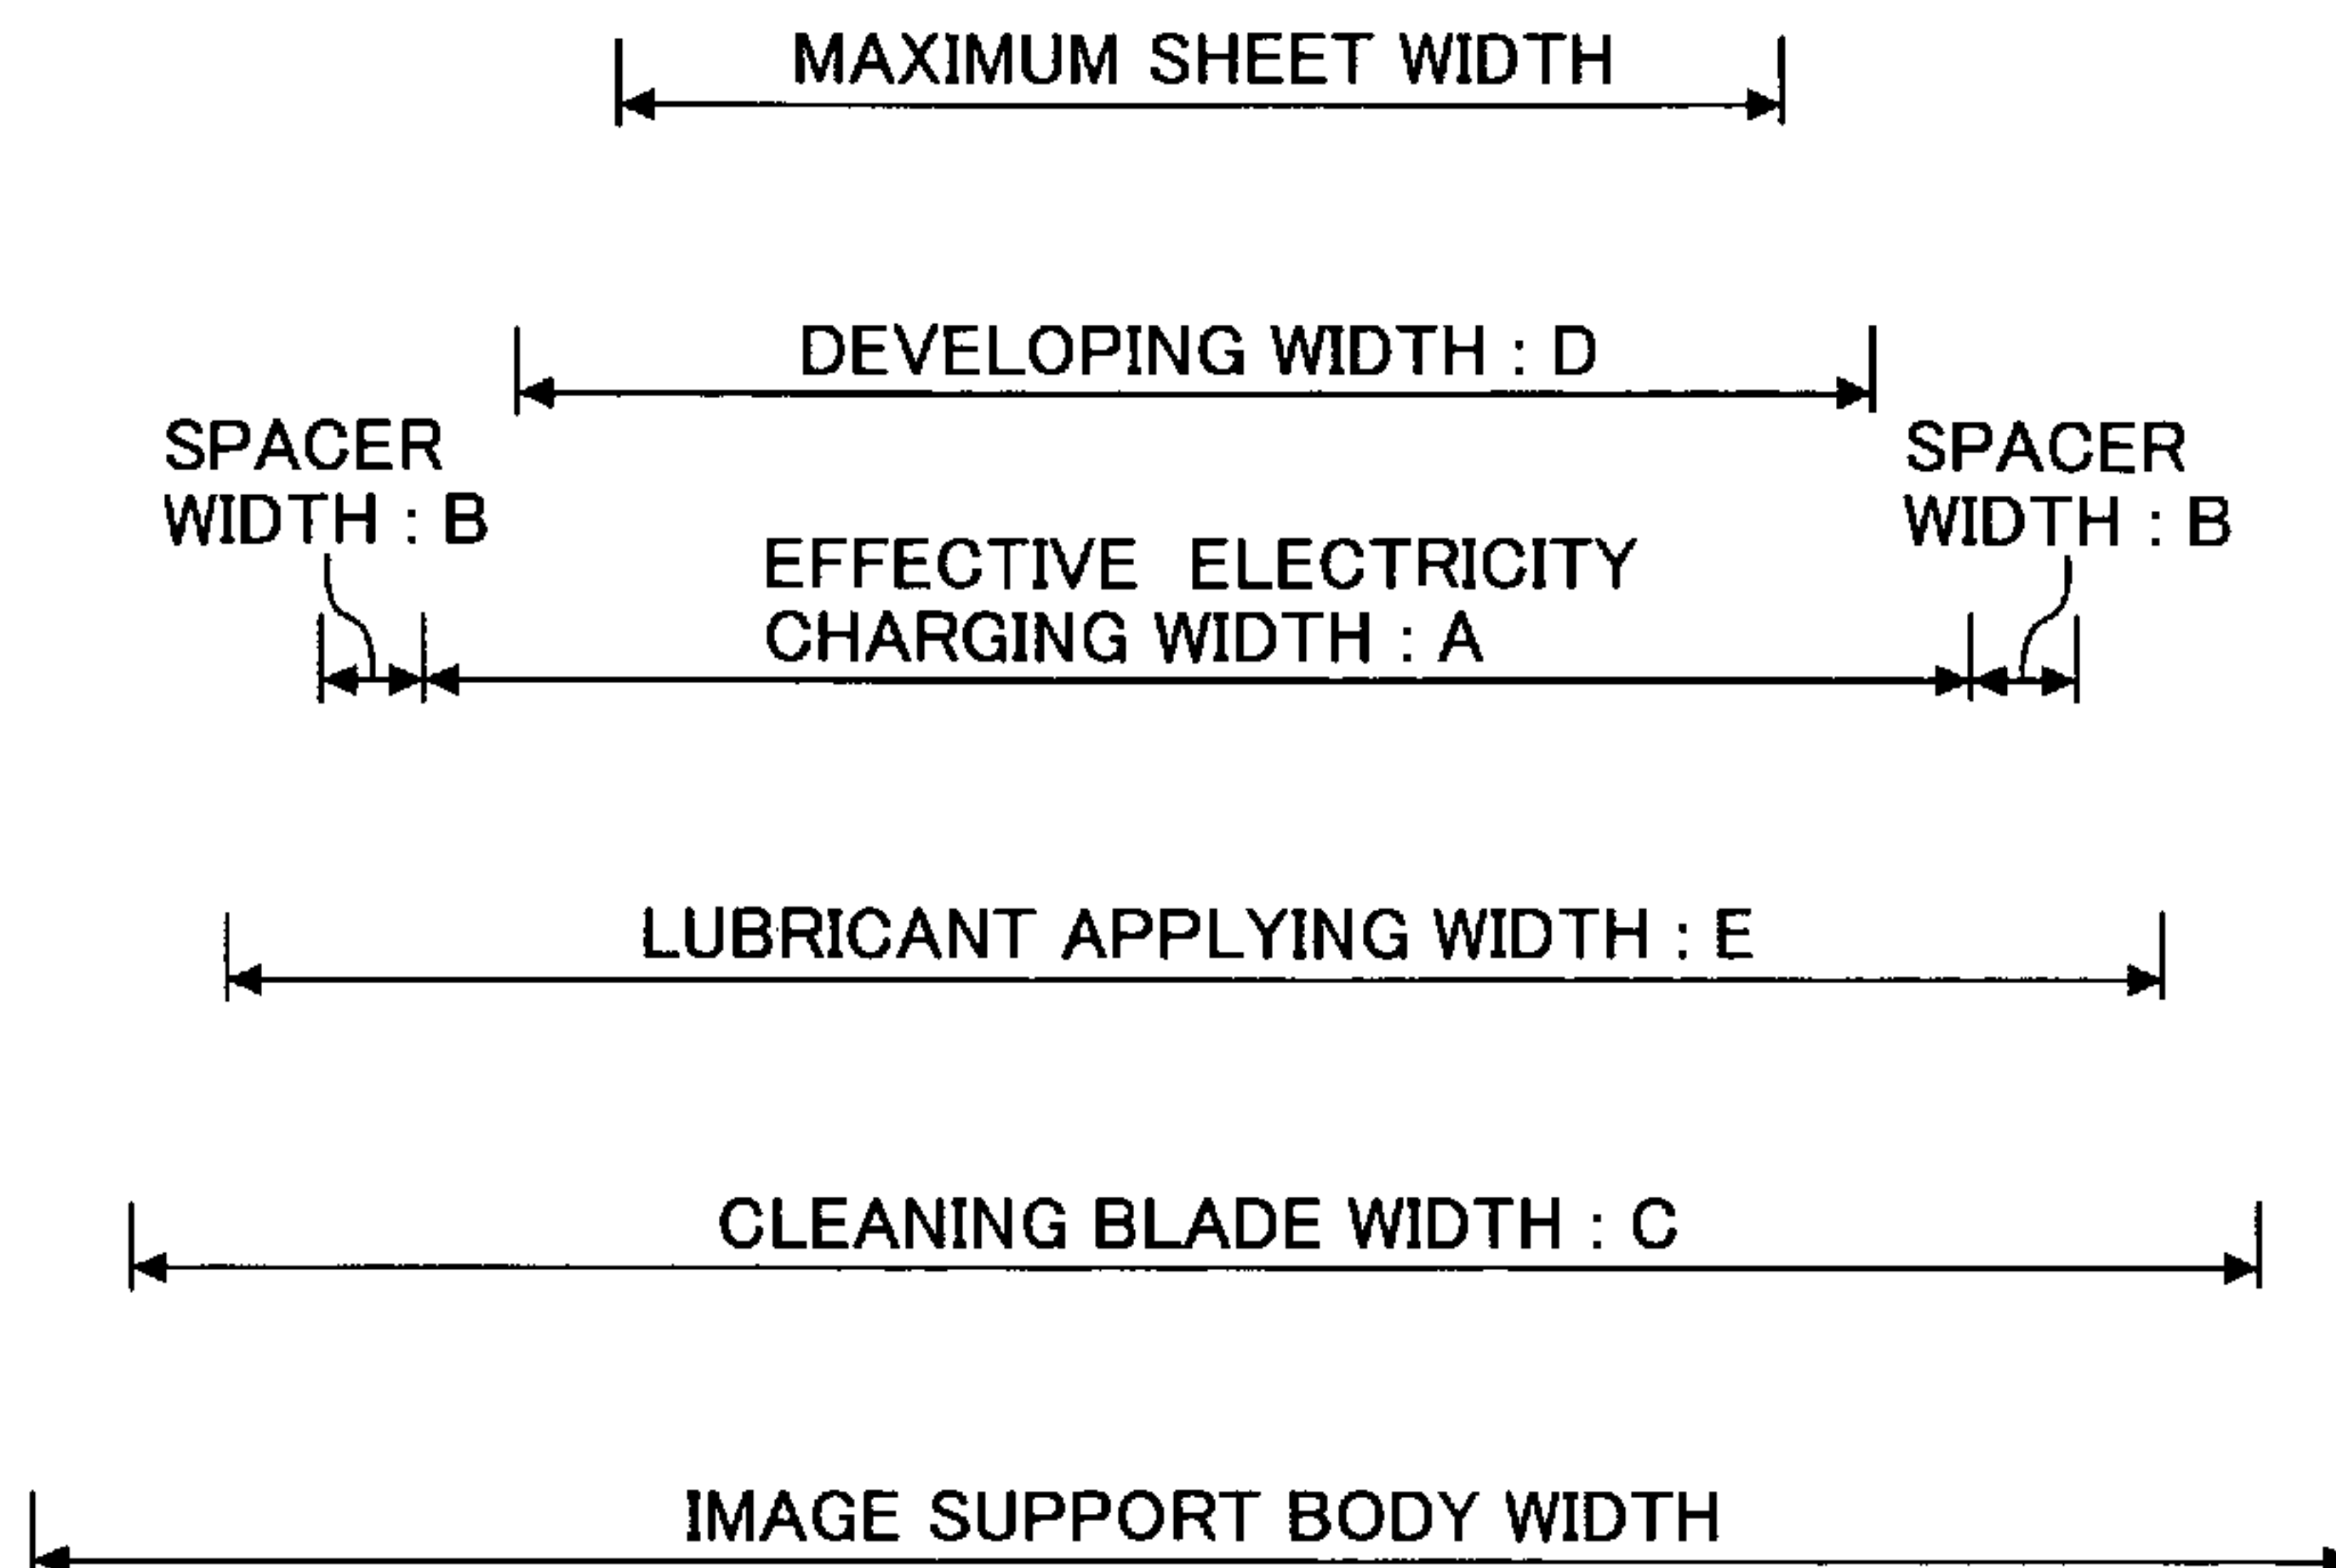 MAXIMUM SHEET WIDTH
DEVELOPING WIDTH : D
SPACER
WIDTH : B
SPACER
WIDTH : B
EFFECTIVE ELECTRICITY
CHARGING WIDTH : A
LUBRICANT APPLYING WIDTH : E
CLEANING BLADE WIDTH : C
IMAGE SUPPORT BODY WIDTH